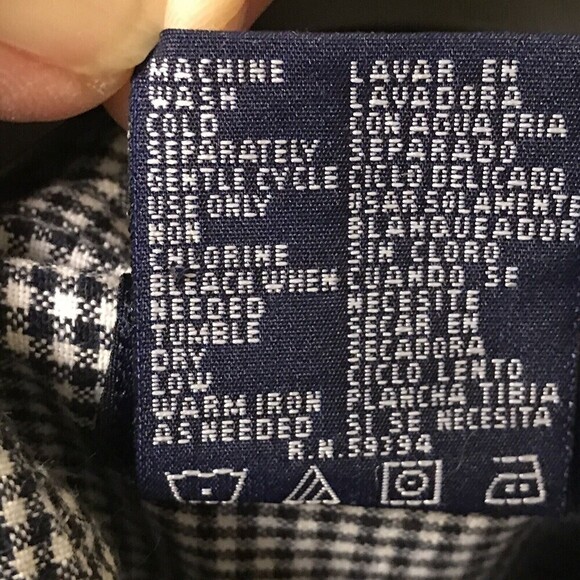 MACHINE
WASH
COLD
SEPARATELY
GENTLE CYCLE
USE ONLY
NON
CHLORINE
BLEACH WHEN
NEEDED
TUMBLE
DRY
LOW
WARM IRON
AS NEEDED
LAVAR EN
LAVADORA
CON AGUA FRIA
SEPARADO
CICLO DELICADO
USAR SOLAMENTE
BLANQUEADOR
SIN CLORO
CUANDO SE
NECESITE
SECAR EN
SECADORA
CICLO LENTO
PLANCHA TIBIA
SI SE NECESITA
R.N.59394